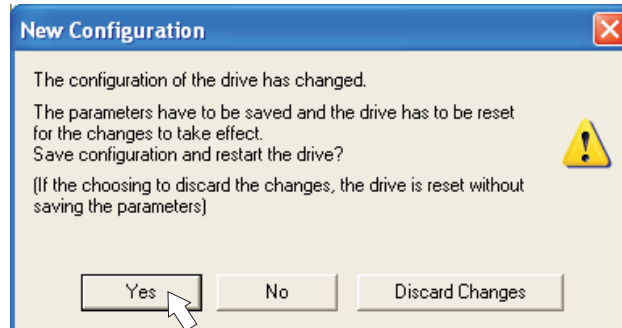 New Configuration
The configuration of the drive has changed.
The parameters have to be saved and the drive has to be reset
for the changes to take effect.
Save configuration and restart the drive?
(If the choosing to discard the changes, the drive is reset without
saving the parameters)
Yes
No
Discard Changes